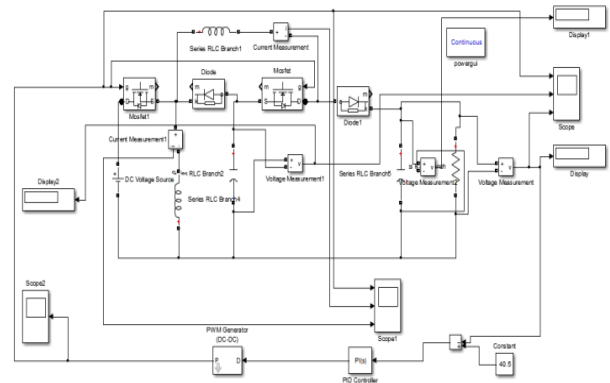 Display1
Series RLC Branch1
Current Measurement
Continuous
powergui
Diode
Mosfet
Mosfet1
Diode1
Scope
Current Measurement1
Display2
DC Voltage Source
RLC Branch2
Series RLC Branch4
Voltage Measurement1
Series RLC Branch5
Voltage Measurement2
Voltage Measurement
Display
Scope2
Scope1
PWM Generator
(DC-DC)
P
D
PI(s)
PID Controller
Constant
40.5